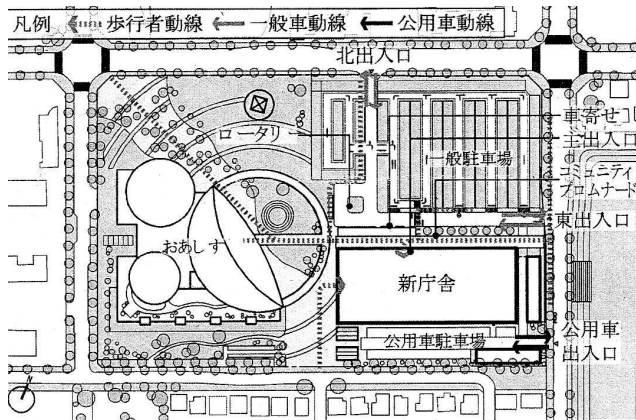 凡例 歩行者動線 一般車動線 公用車動線
北出入口
車寄せ
ロータリー
主出入口
一般駐車場
コミュニティ
プロムナード
東出入口
おあしす
新庁舎
公用車駐車場
公用車
出入口